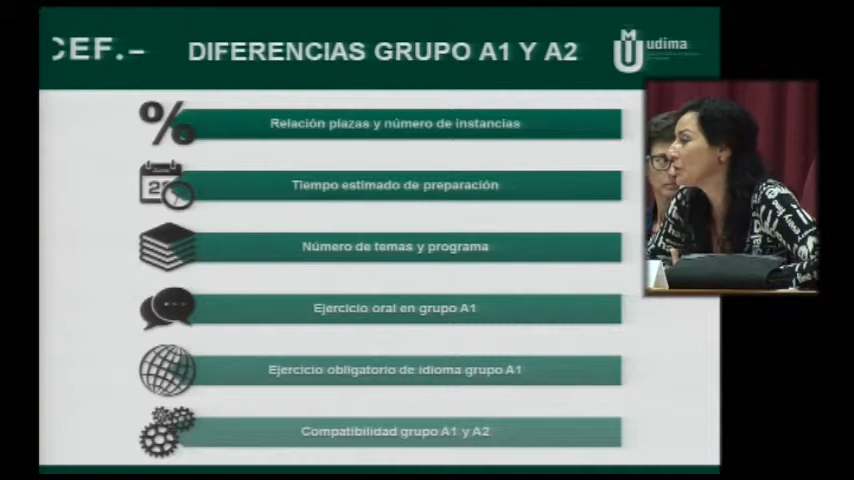 CEF.-
DIFERENCIAS GRUPO A1 Y A2
udima
Relación plazas y número de instancias
Tiempo estimado de preparación
Número de temas y programa
Ejercicio oral en grupo A1
Ejercicio obligatorio de idioma grupo A1
Compatibilidad grupo A1 y A2